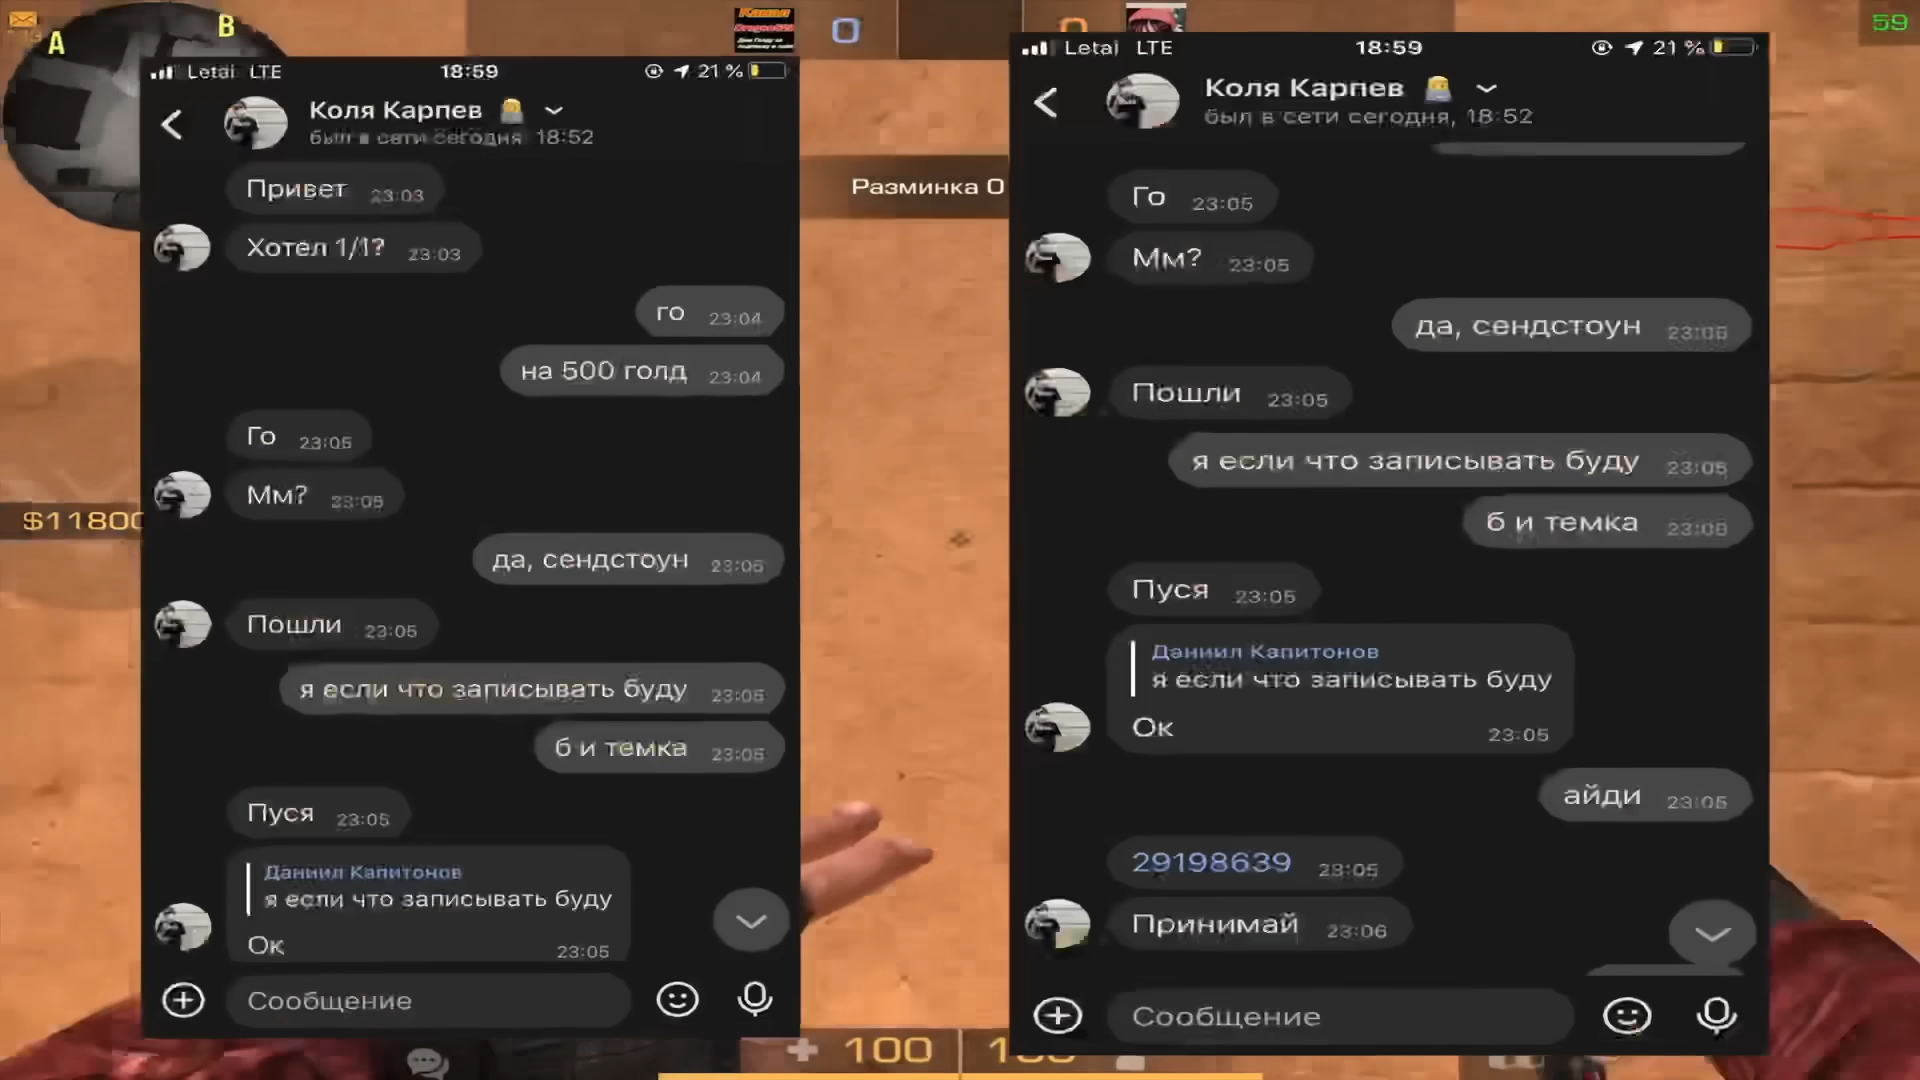 A
B
59
Разминка 0
$11800
100
Letai LTE
18:59
21 %
Коля Карпев
был в сети сегодня 18:52
Привет 23:03
Хотел 1/1? 23:03
го 23:04
на 500 голд 23:04
Го 23:05
Мм? 23:05
да, сендстоун 23:05
Пошли 23:05
я если что записывать буду 23:05
б и темка 23:05
Пуся 23:05
Даниил Капитонов
я если что записывать буду
Ок 23:05
Сообщение
Letai LTE
18:59
21 %
Коля Карпев
был в сети сегодня, 18:52
Го 23:05
Мм? 23:05
да, сендстоун 23:05
Пошли 23:05
я если что записывать буду 23:05
б и темка 23:05
Пуся 23:05
Даниил Капитонов
я если что записывать буду
Ок 23:05
айди 23:05
29198639 23:05
Принимай 23:06
Сообщение